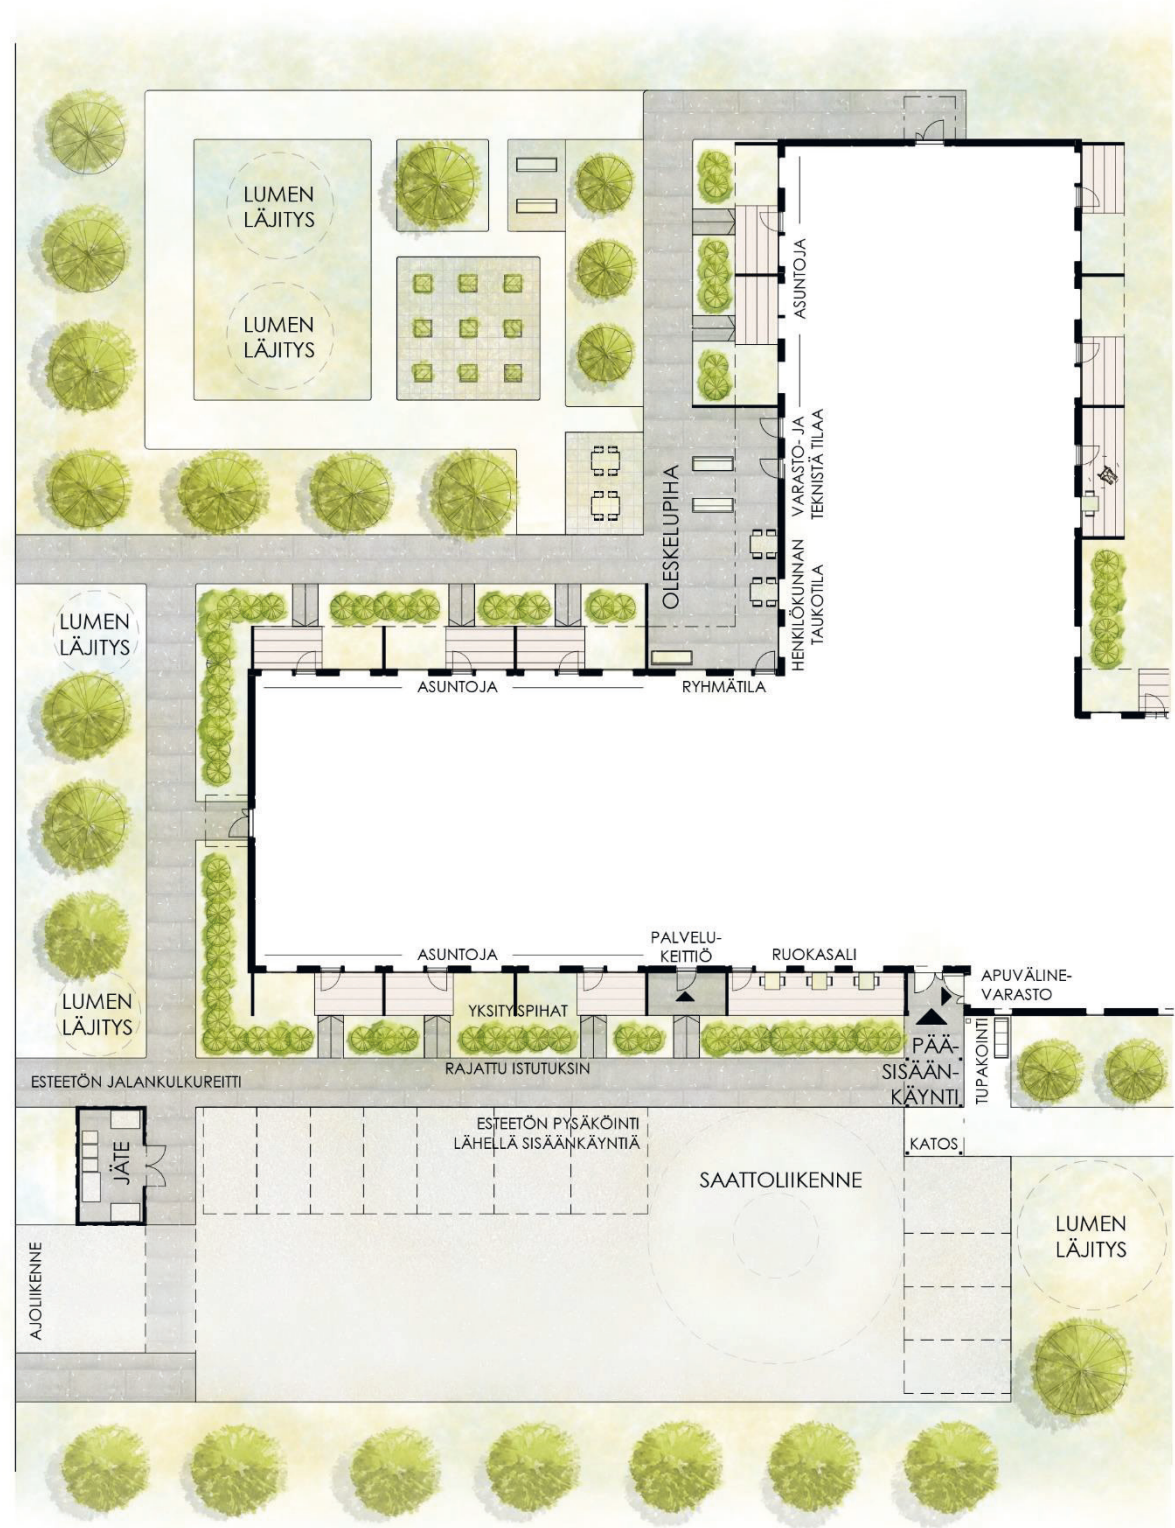 LUMEN
LÄJITYS
LUMEN
LÄJITYS
ASUNTOJA
VARASTO- JA
TEKNISTÄ TILAA
OLESKELUPIHA
HENKILÖKUNNAN
TAUKOTILA
LUMEN
LÄJITYS
ASUNTOJA
RYHMÄTILA
ASUNTOJA
PALVELU-
KEITTIÖ
RUOKASALI
APUVÄLINE-
VARASTO
LUMEN
LÄJITYS
YKSITYISPIHAT
RAJATTU ISTUTUKSIN
PÄÄ-
SISÄÄN-
KÄYNTI
TUPAKOINTI
ESTEETÖN JALANKULKUREITTI
ESTEETÖN PYSÄKÖINTI
LÄHELLÄ SISÄÄNKÄYNTIÄ
KATOS
JÄTE
SAATTOLIIKENNE
LUMEN
LÄJITYS
AJOLIIKENNE